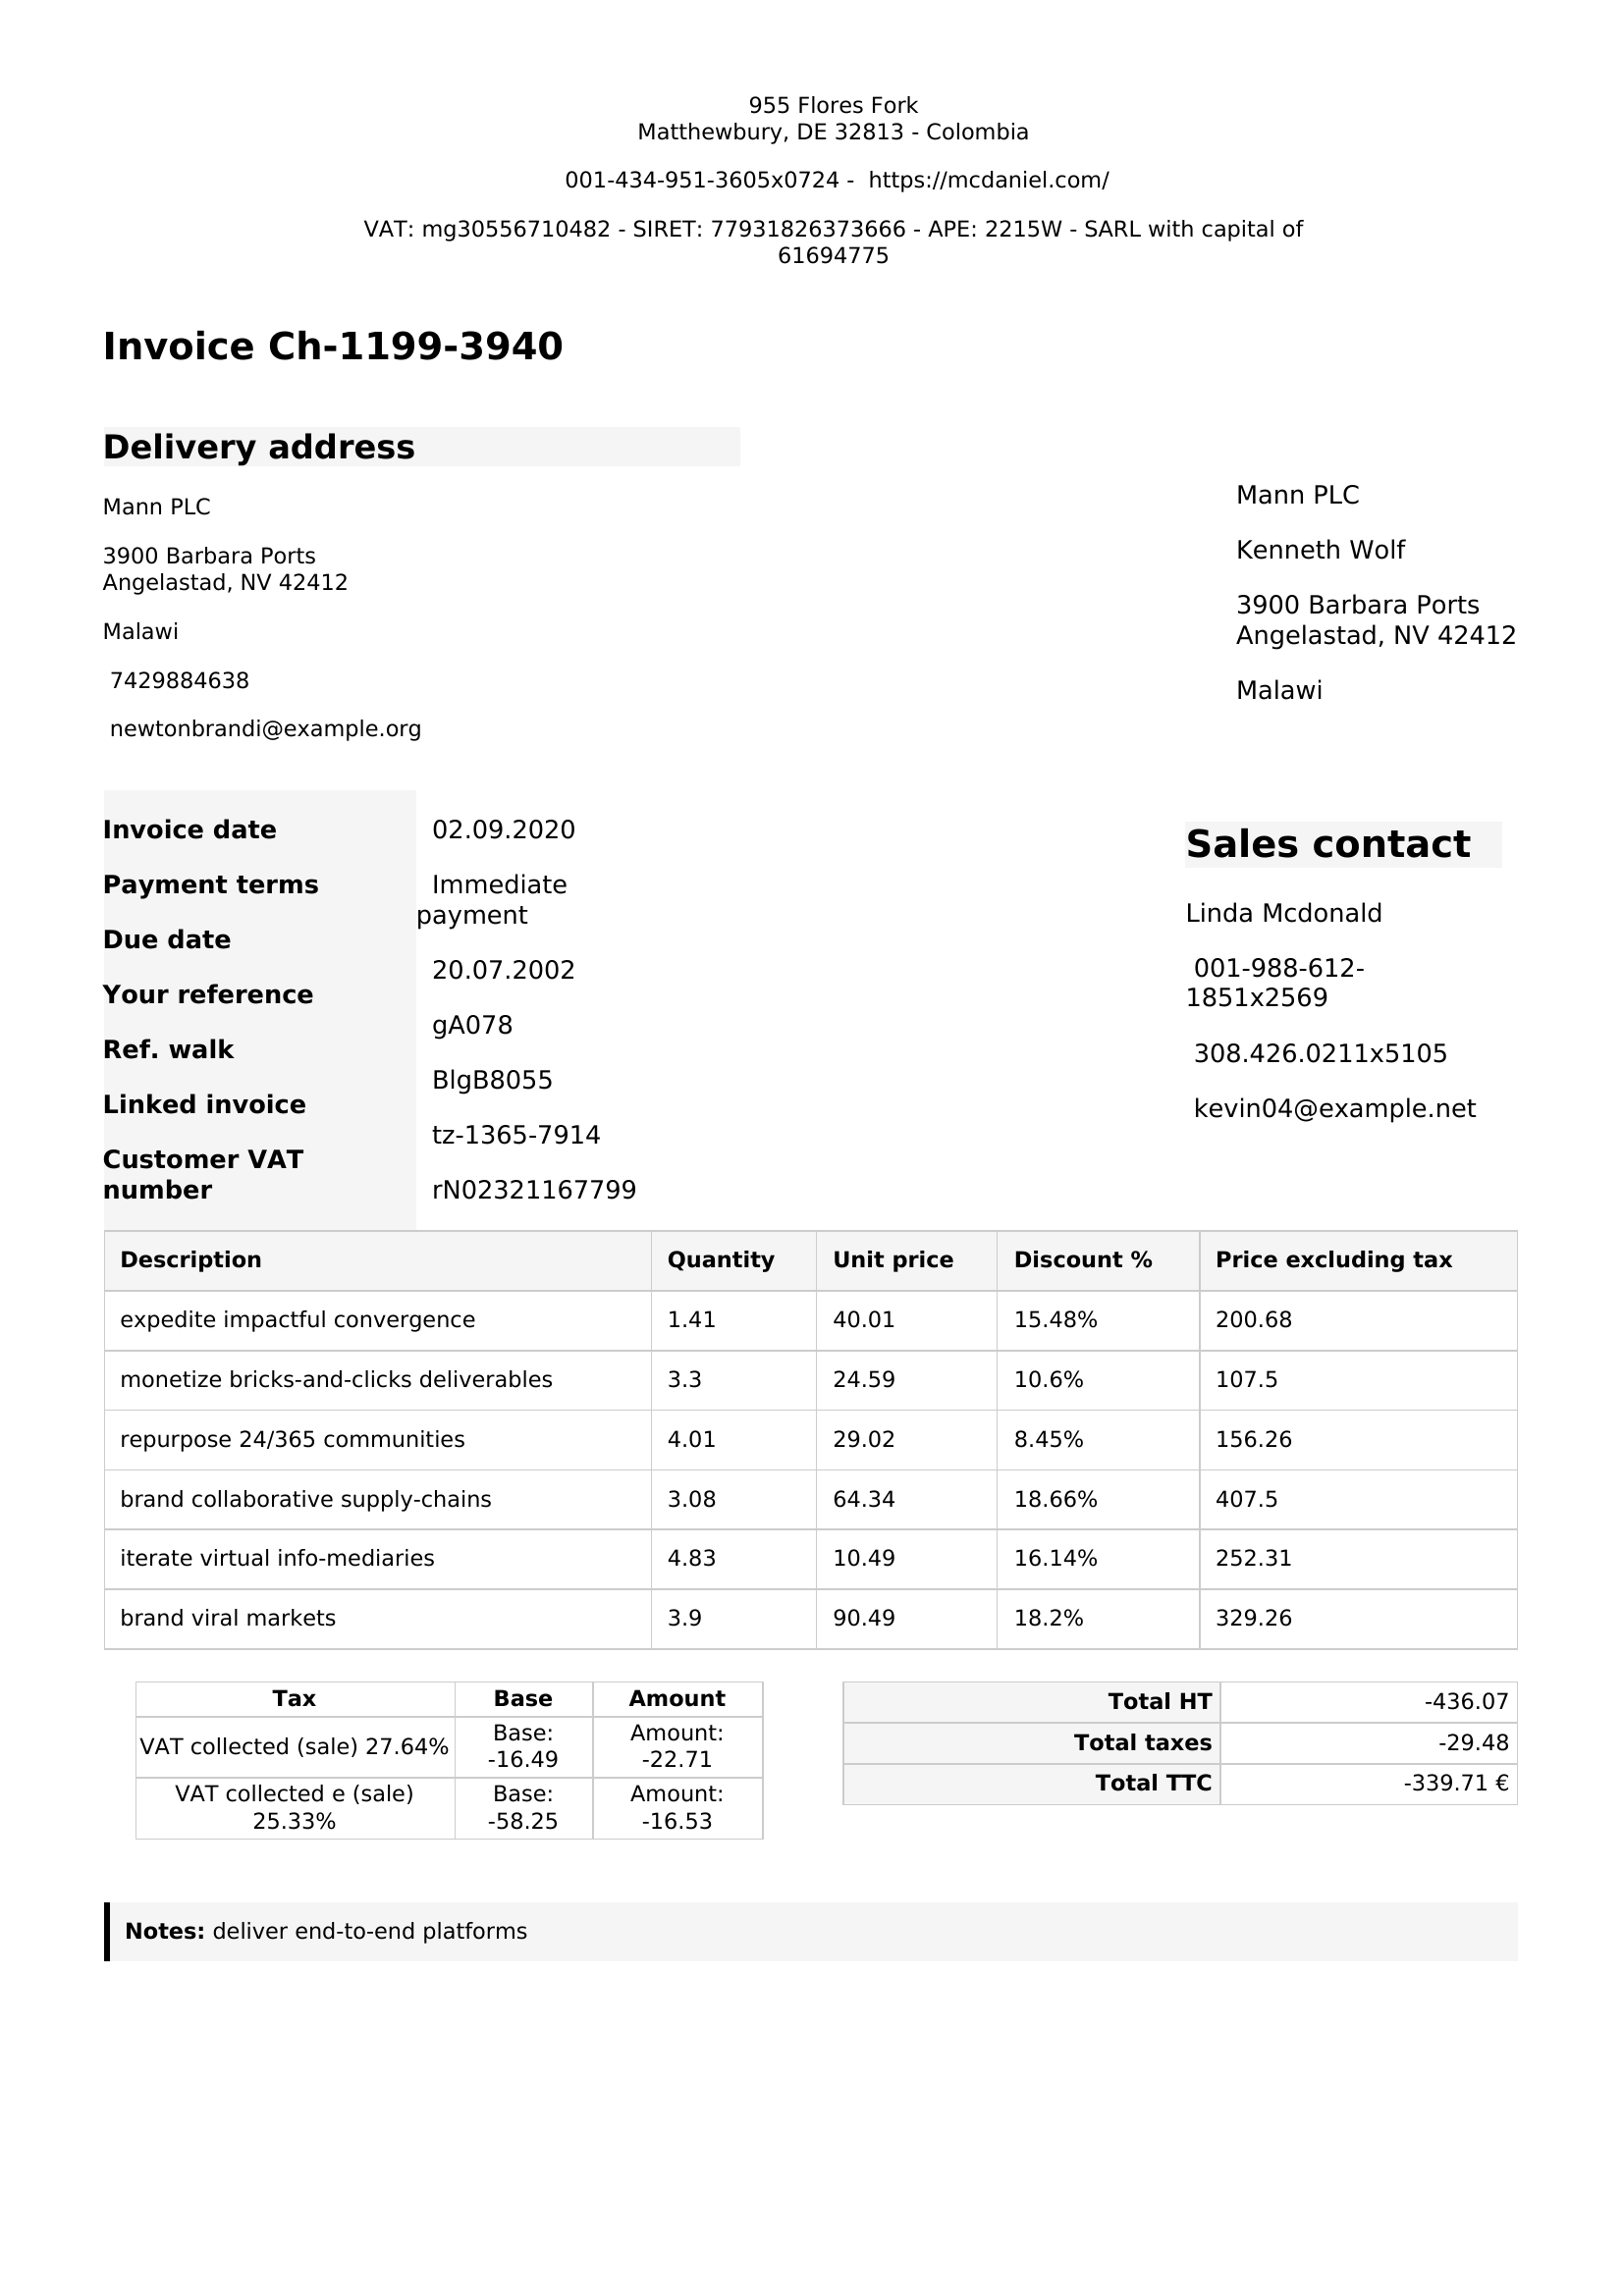 955 Flores Fork
Matthewbury, DE 32813 - Colombia
001-434-951-3605x0724 - https://mcdaniel.com/
VAT: mg30556710482 - SIRET: 77931826373666 - APE: 2215W - SARL with capital of
61694775
Invoice Ch-1199-3940
Delivery address
Mann PLC
3900 Barbara Ports
Angelastad, NV 42412
Malawi
7429884638
newtonbrandi@example.org
Mann PLC
Kenneth Wolf
3900 Barbara Ports
Angelastad, NV 42412
Malawi
Invoice date
Payment terms
Due date
Your reference
Ref. walk
Linked invoice
Customer VAT
number
02.09.2020
Immediate
payment
20.07.2002
gA078
BlgB8055
tz-1365-7914
rN02321167799
Sales contact
Linda Mcdonald
001-988-612-
1851x2569
308.426.0211x5105
kevin04@example.net
Description Quantity Unit price Discount % Price excluding tax
expedite impactful convergence 1.41 40.01 15.48% 200.68
monetize bricks-and-clicks deliverables 3.3 24.59 10.6% 107.5
repurpose 24/365 communities 4.01 29.02 8.45% 156.26
brand collaborative supply-chains 3.08 64.34 18.66% 407.5
iterate virtual info-mediaries 4.83 10.49 16.14% 252.31
brand viral markets 3.9 90.49 18.2% 329.26
Tax Base Amount
VAT collected (sale) 27.64% Base: -16.49 Amount: -22.71
VAT collected e (sale) 25.33% Base: -58.25 Amount: -16.53
Total HT -436.07
Total taxes -29.48
Total TTC -339.71 €
Notes: deliver end-to-end platforms